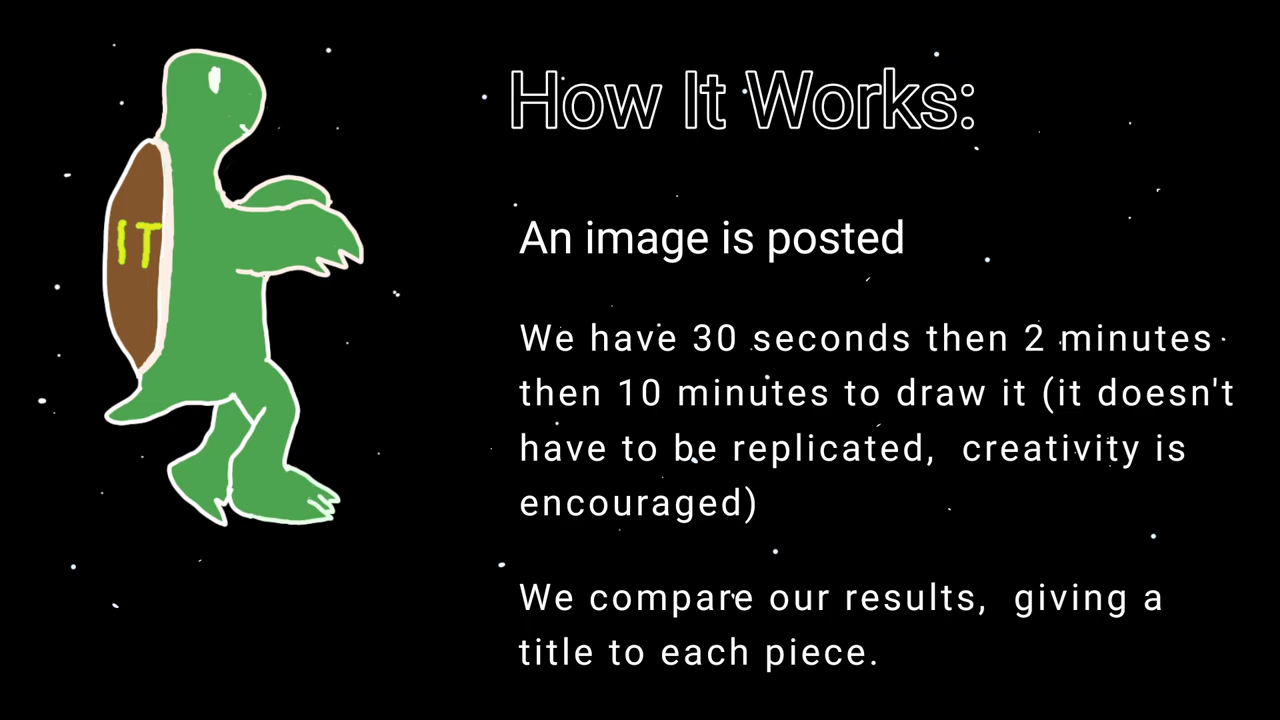 How It Works:
IT
An image is posted
We have 30 seconds then 2 minutes
then 10 minutes to draw it (it doesn't
have to be replicated, creativity is
encouraged)
We compare our results, giving a
title to each piece.